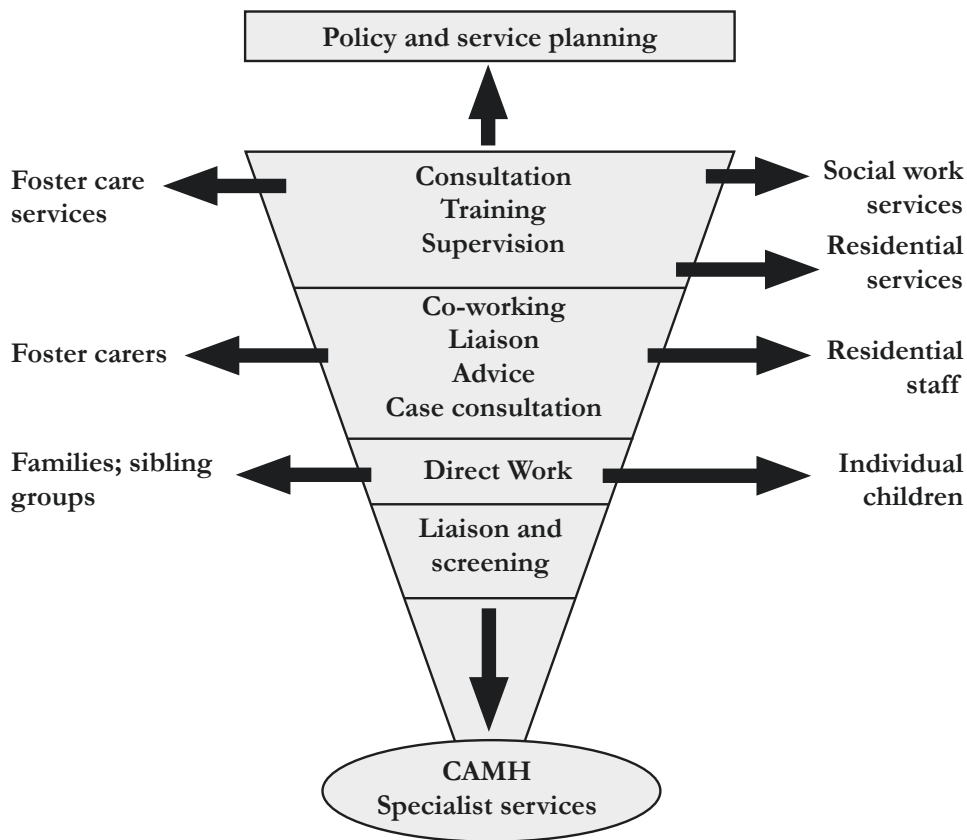 Policy and service planning
Foster care
services
Consultation
Training
Supervision
Social work
services
Residential
services
Foster carers
Co-working
Liaison
Advice
Case consultation
Residential
staff
Families; sibling
groups
Direct Work
Individual
children
Liaison and
screening
CAMH
Specialist services